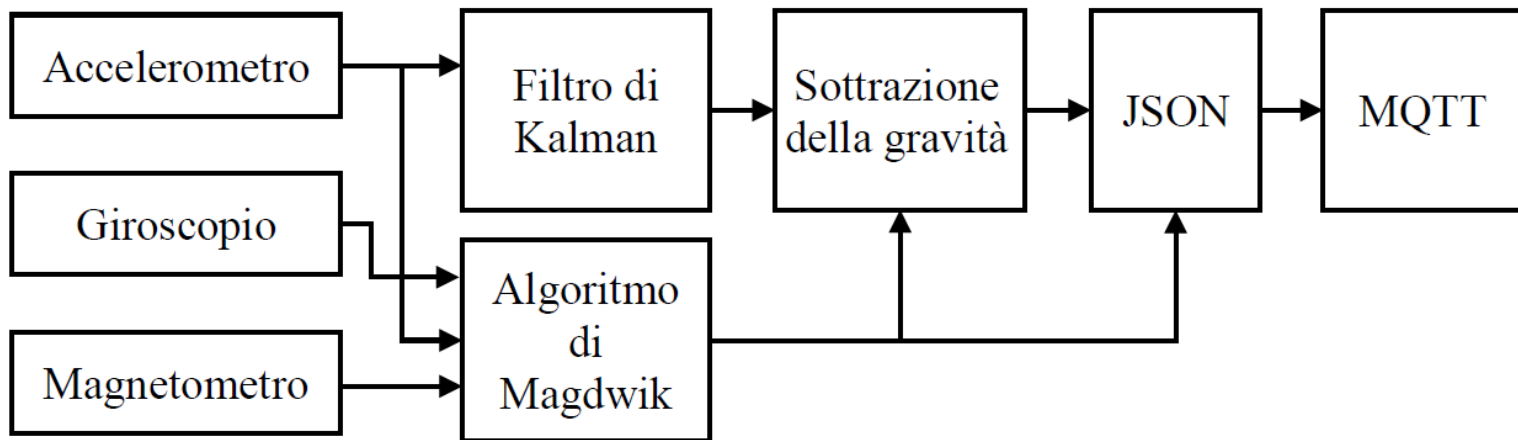 Accelerometro
Filtro di
Kalman
Sottrazione
della gravità
JSON
MQTT
Giroscopio
Algoritmo
di
Magdwik
Magnetometro